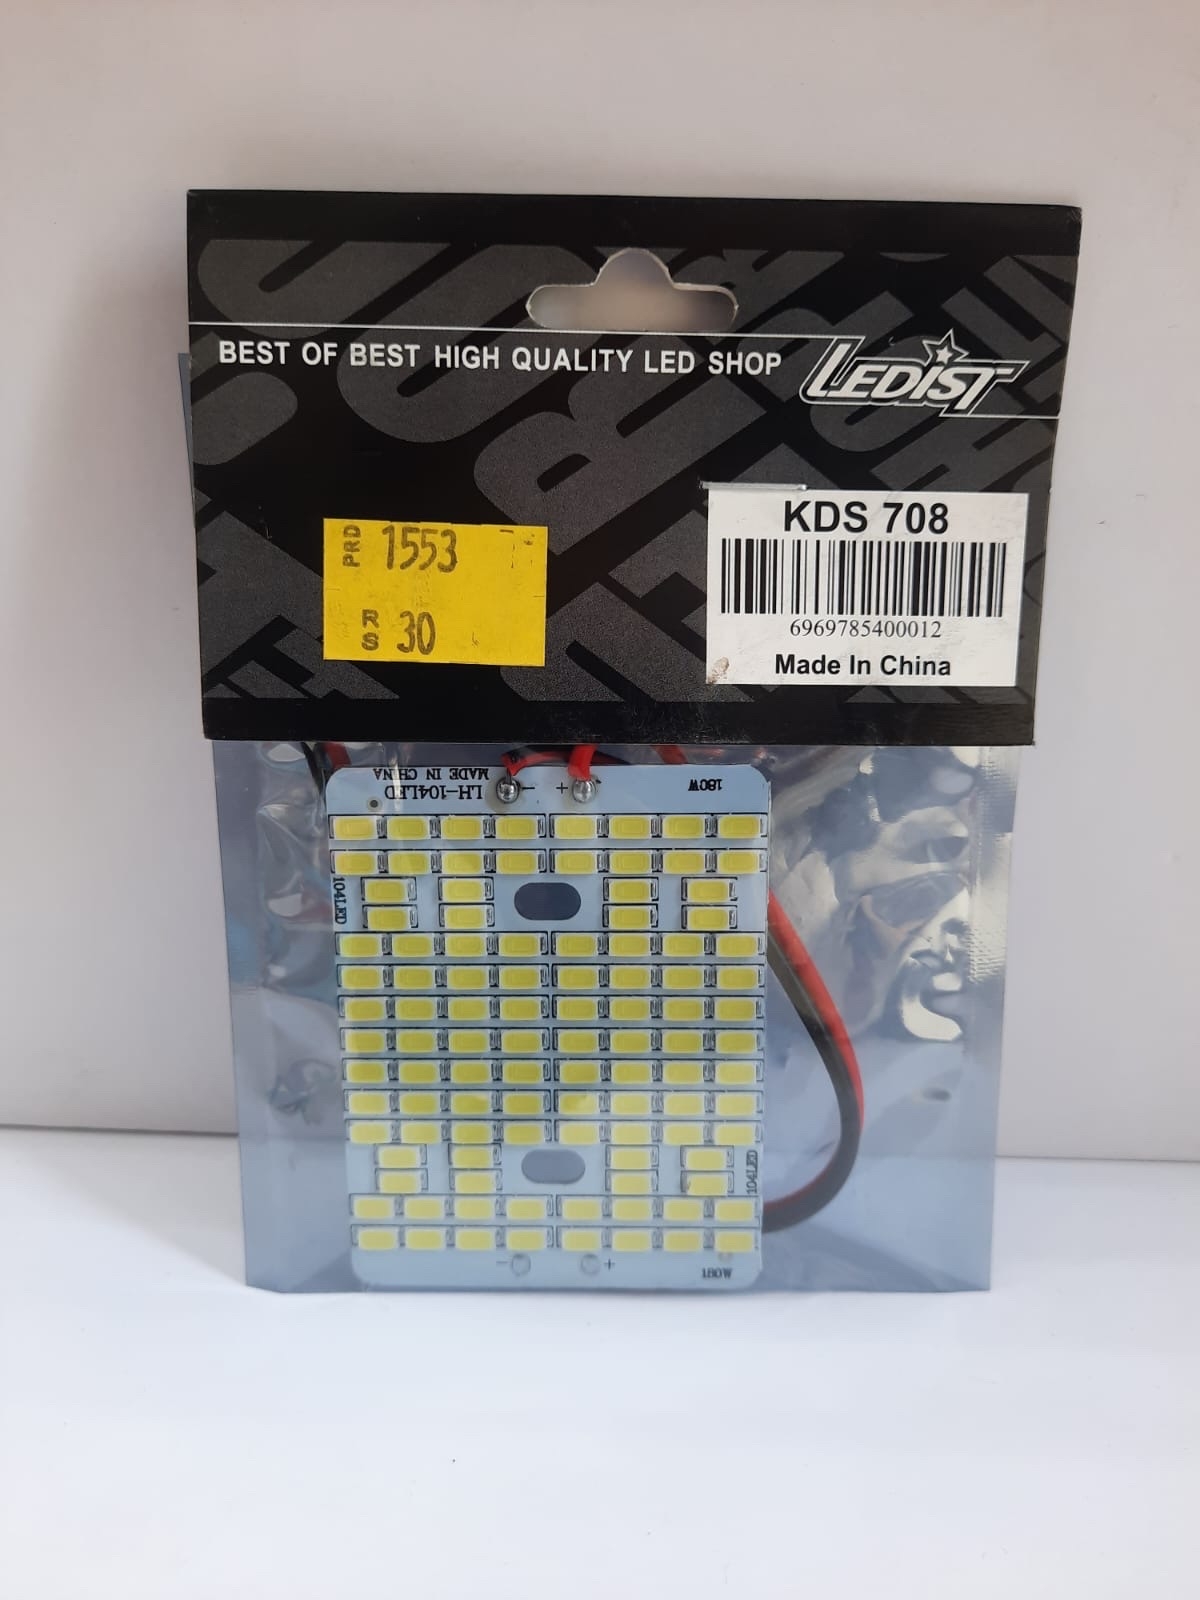 BEST OF BEST HIGH QUALITY LED SHOP
LEDIST
PRD 1553
RS 30
KDS 708
6969785400012
Made In China
MADE IN CHINA
LH-104LED
- +
180W
104LED
104LED
- +
180W